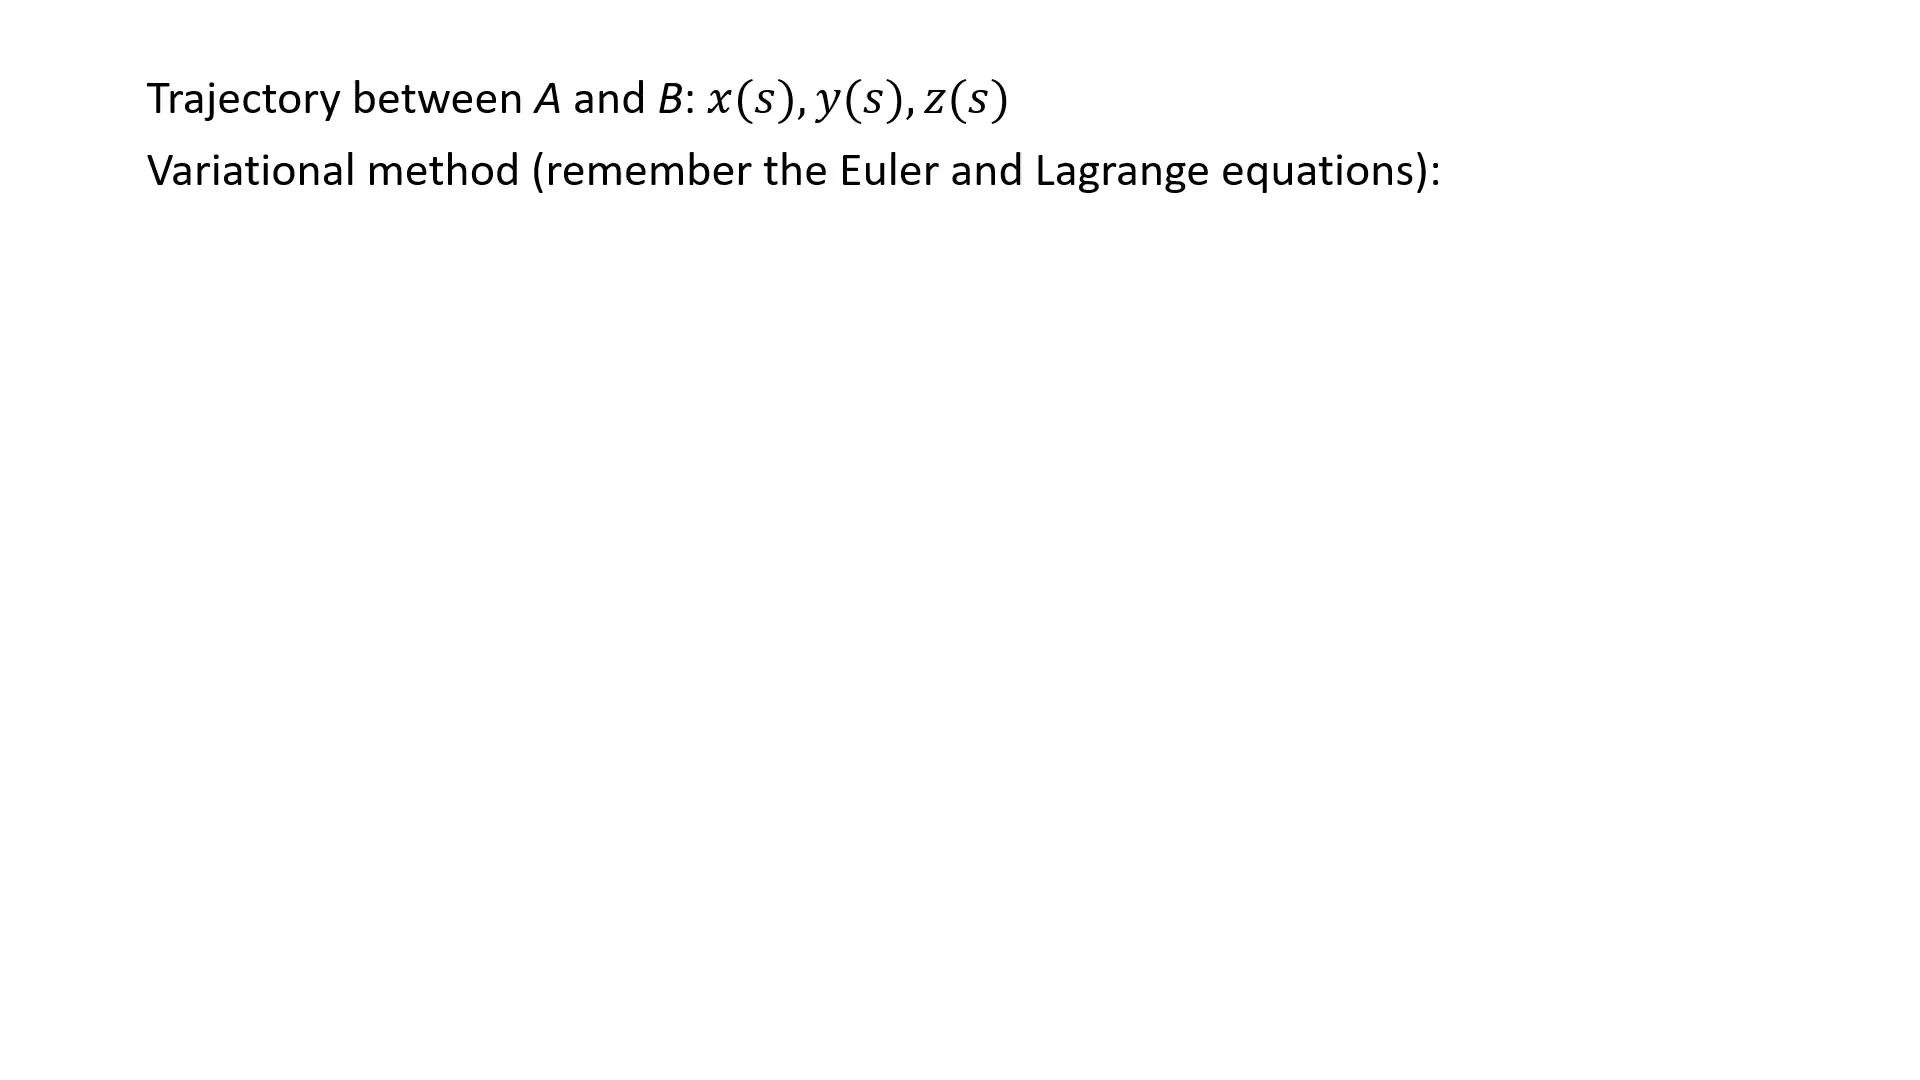 Trajectory between A and B: x(s), y(s), z(s)
Variational method (remember the Euler and Lagrange equations):